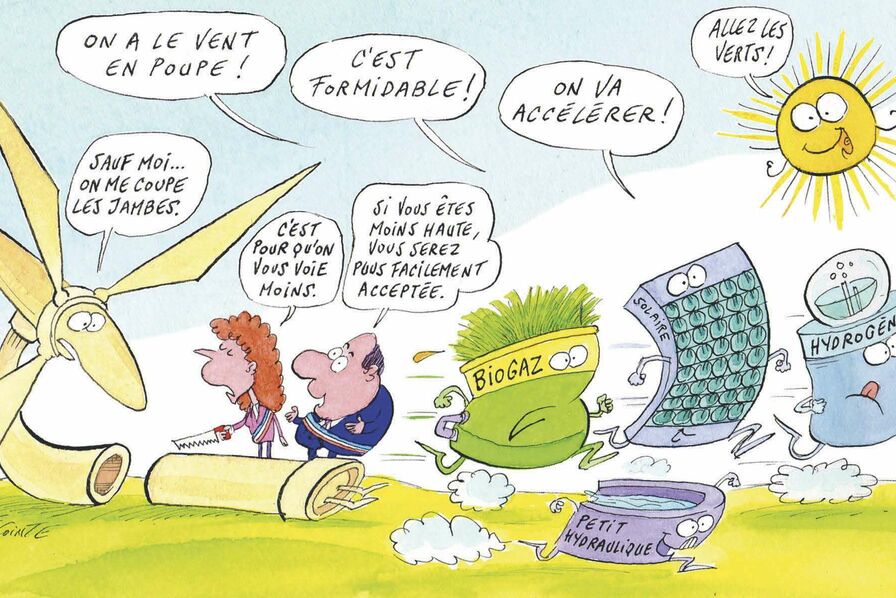 ON A LE VENT
EN POUPE !
C'EST
FORMIDABLE !
ON VA
ACCÉLÉRER !
ALLEZ LES
VERTS !
SAUF MOI...
ON ME COUPE
LES JAMBES.
C'EST
POUR QU'ON
VOUS VOIE
MOINS.
SI VOUS ÊTES
MOINS HAUTE,
VOUS SEREZ
PLUS FACILEMENT
ACCEPTÉE.
BIOGAZ
SOLAIRE
HYDROGÈN
PETIT
HYDRAULIQUE